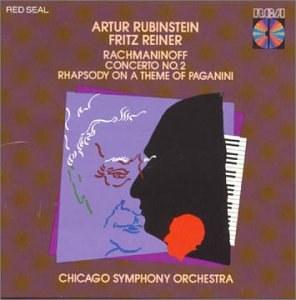 RED SEAL
RCA
ARTUR RUBINSTEIN
FRITZ REINER
RACHMANINOFF
CONCERTO NO. 2
RHAPSODY ON A THEME OF PAGANINI
CHICAGO SYMPHONY ORCHESTRA